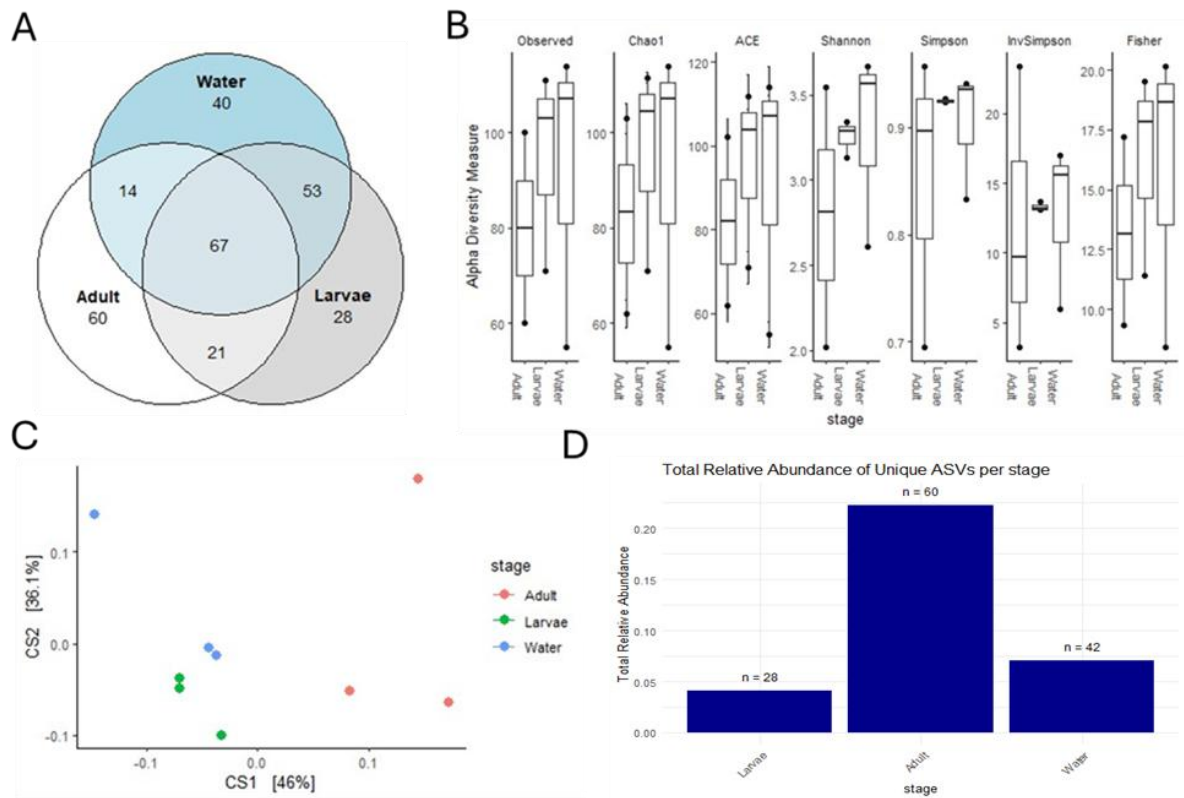 A
Water
40
14
53
67
Adult
60
Larvae
28
21
B
Observed
Chao1
ACE
Shannon
Simpson
InvSimpson
Fisher
Alpha Diversity Measure
100
80
60
100
80
60
120
100
80
60
3.5
3.0
2.5
2.0
0.9
0.8
0.7
20
15
10
5
20.0
17.5
15.0
12.5
10.0
Adult
Larvae
Water
Adult
Larvae
Water
Adult
Larvae
Water
Adult
Larvae
Water
Adult
Larvae
Water
Adult
Larvae
Water
Adult
Larvae
Water
stage
C
CS2 [36.1%]
0.1
0.0
-0.1
-0.1
0.0
0.1
CS1 [46%]
stage
Adult
Larvae
Water
D
Total Relative Abundance of Unique ASVs per stage
Total Relative Abundance
0.20
0.15
0.10
0.05
0.00
n = 28
n = 60
n = 42
Larvae
Adult
Water
stage